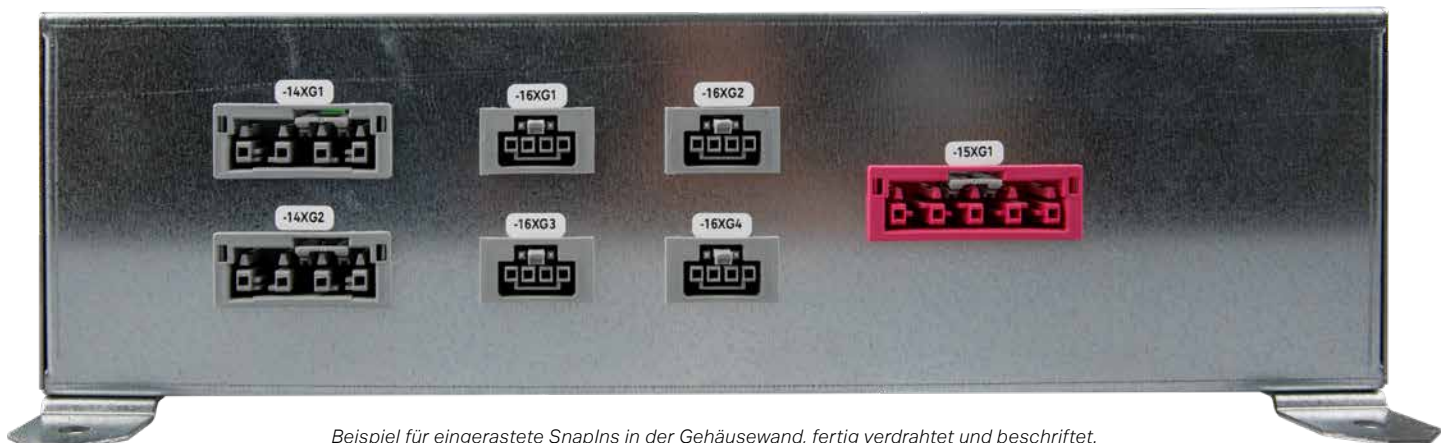 -14XG1
-16XG1
-16XG2
-15XG1
-14XG2
-16XG3
-16XG4
Beispiel für eingerastete SnapIns in der Gehäusewand, fertig verdrahtet und beschriftet.